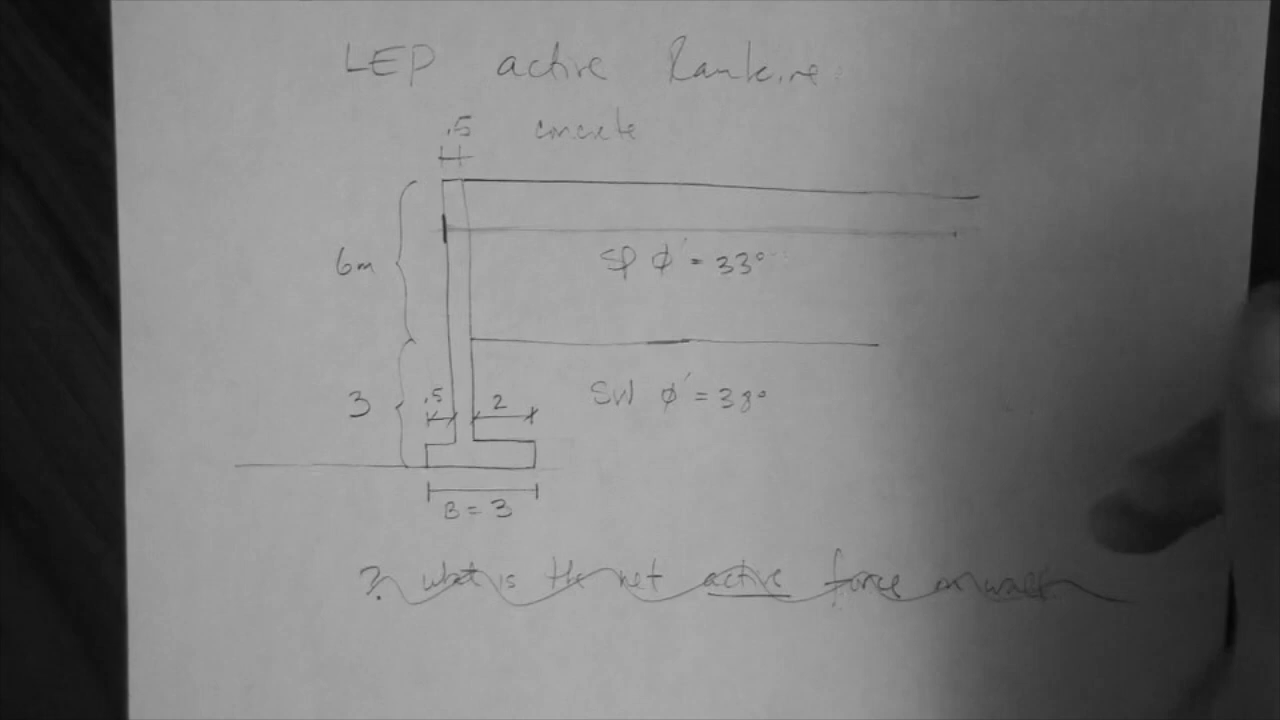 LEP active Rankine
.5 concrete
6m
SP ϕ' = 33°
3
SW ϕ' = 38°
.5 2
B = 3
? what is the net active force on wall